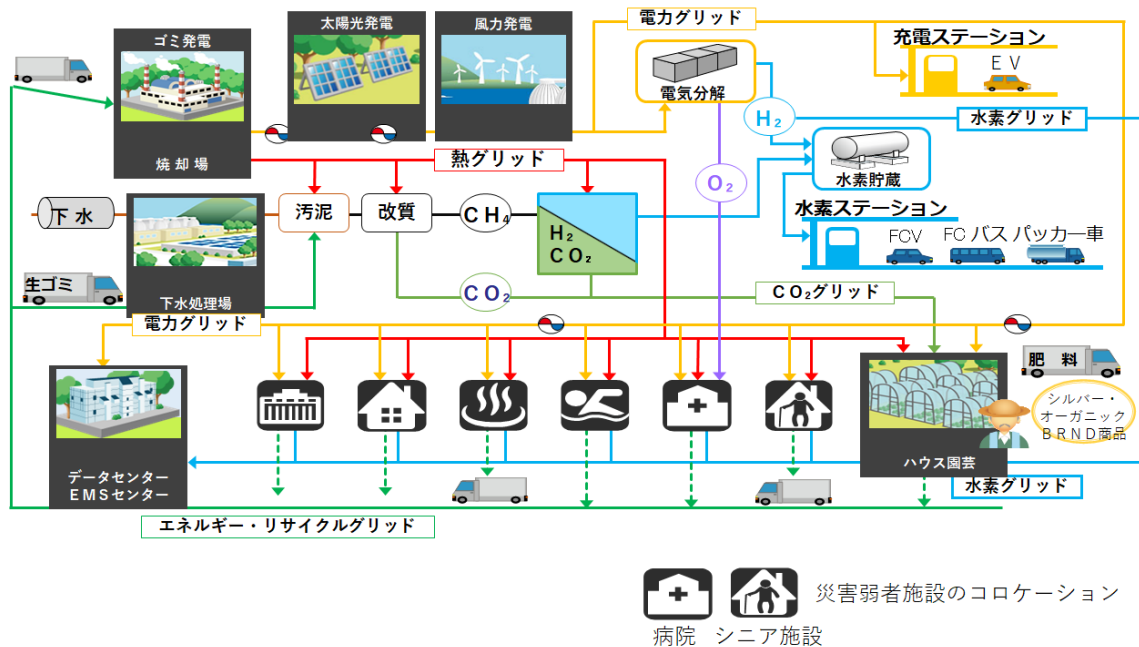 ゴミ発電
太陽光発電
風力発電
電力グリッド
充電ステーション
ＥＶ
電気分解
H₂
水素グリッド
焼却場
熱グリッド
O₂
水素貯蔵
下水
汚泥
改質
CH₄
H₂
CO₂
水素ステーション
FCV
FCバス
パッカー車
生ゴミ
下水処理場
CO₂
CO₂グリッド
電力グリッド
肥料
シルバー・
オーガニック
ＢＲＮＤ商品
データセンター
EMSセンター
ハウス園芸
水素グリッド
エネルギー・リサイクルグリッド
災害弱者施設のコロケーション
病院
シニア施設